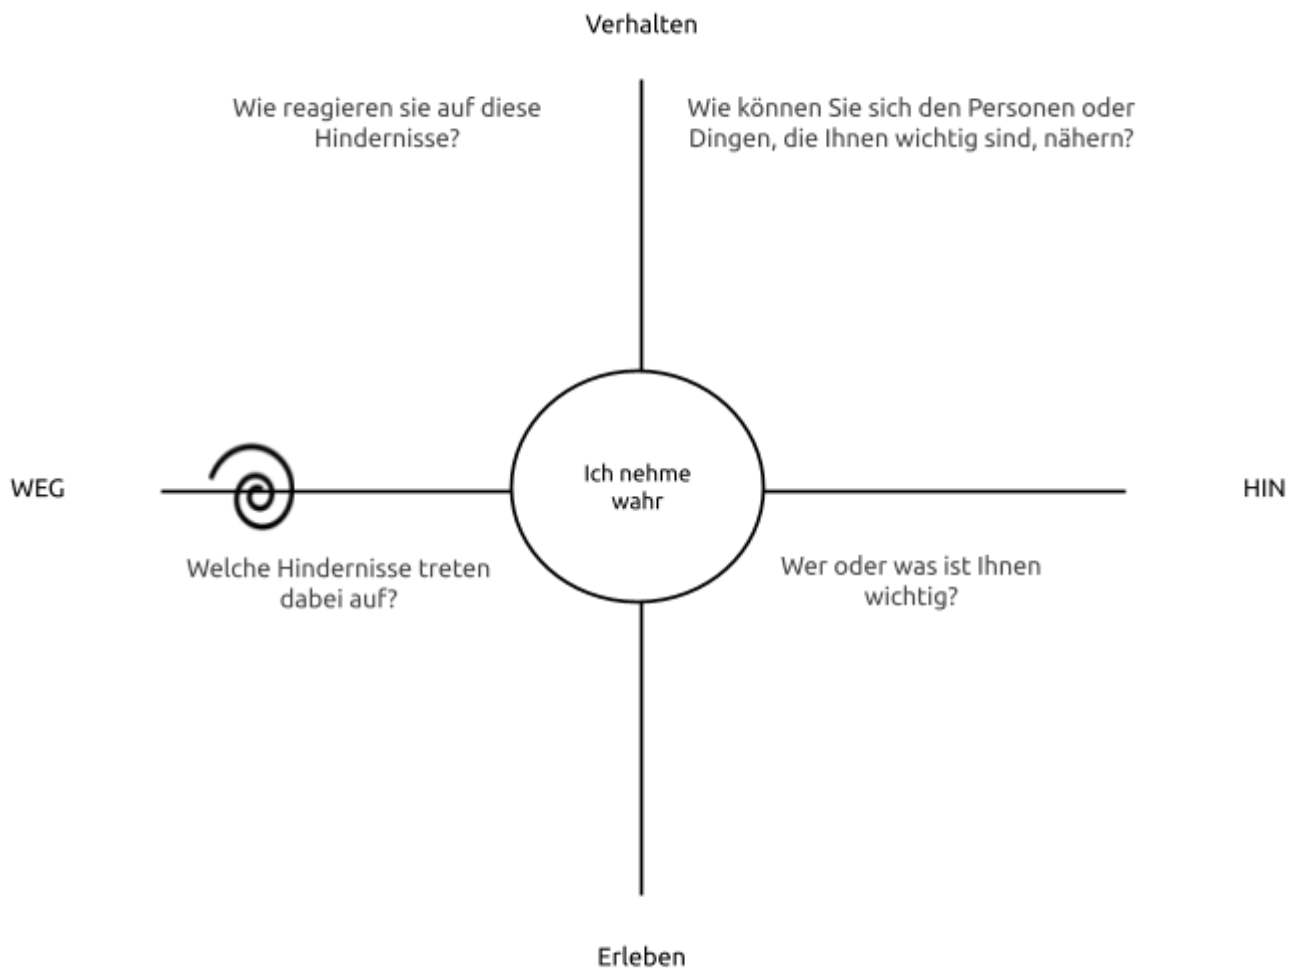 Verhalten
Wie reagieren sie auf diese
Hindernisse?
Wie können Sie sich den Personen oder
Dingen, die Ihnen wichtig sind, nähern?
WEG
Ich nehme
wahr
HIN
Welche Hindernisse treten
dabei auf?
Wer oder was ist Ihnen
wichtig?
Erleben